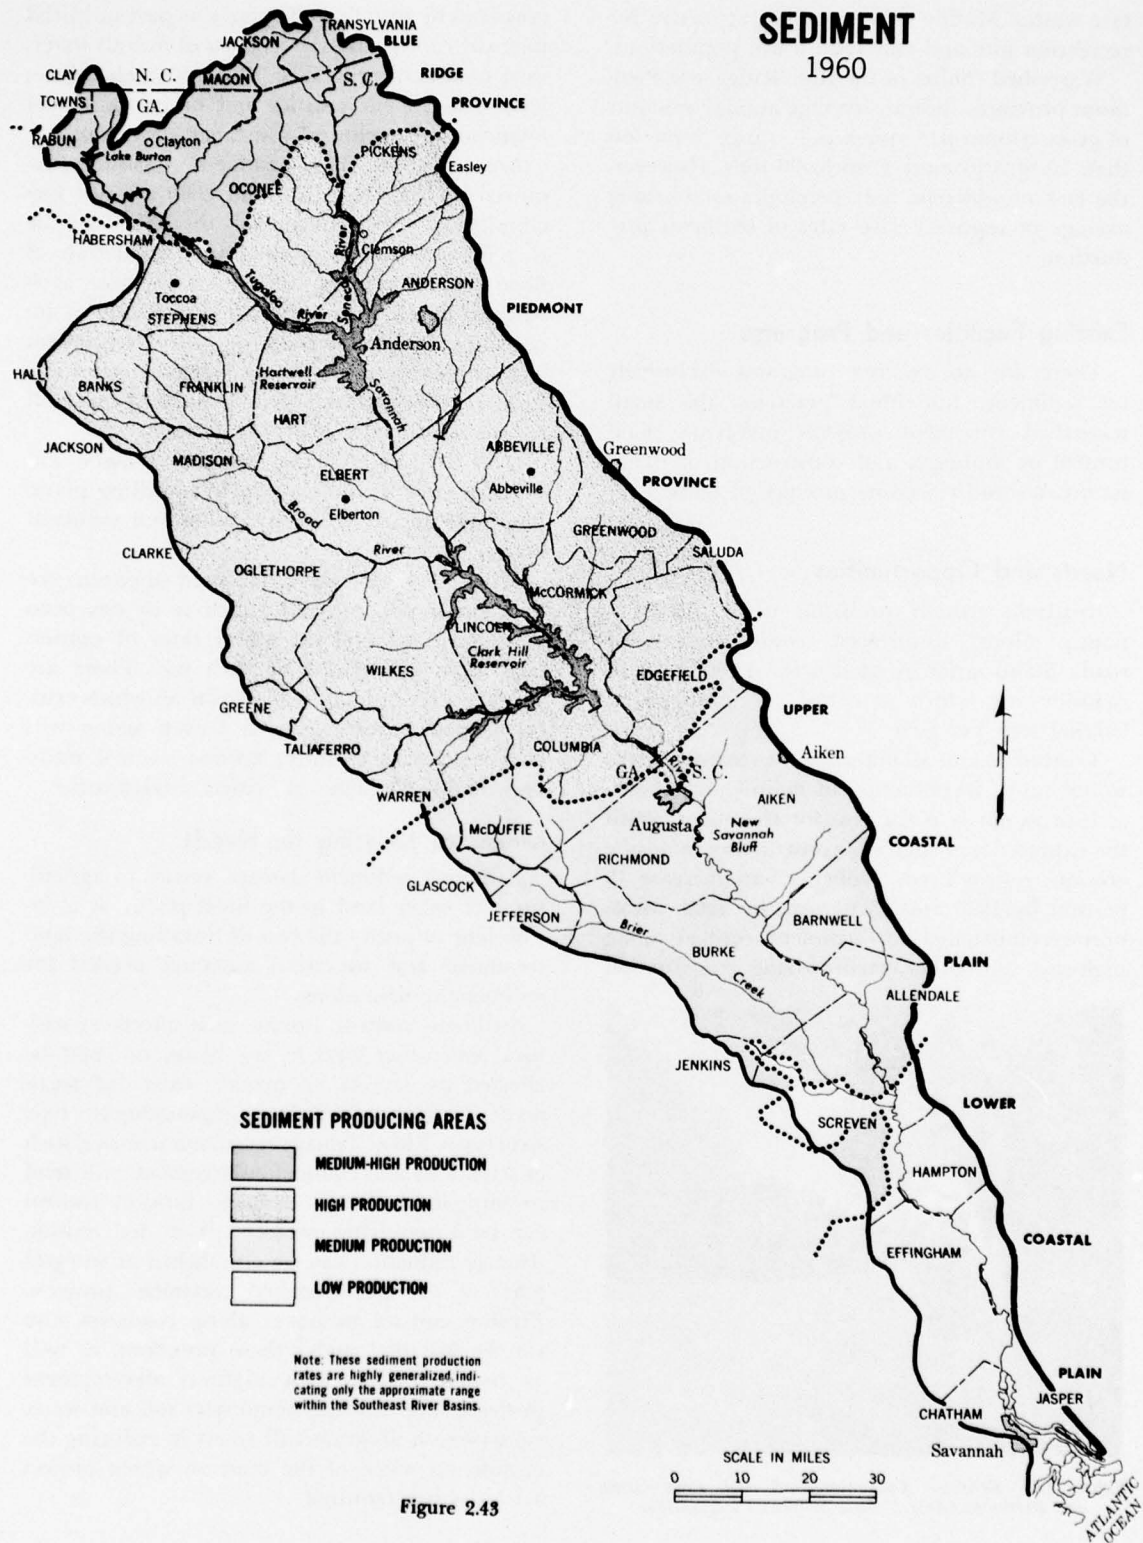 SEDIMENT
1960
TRANSYLVANIA
JACKSON
BLUE
CLAY
N. C.
MACON
S. C.
RIDGE
TOWNS
GA.
PROVINCE
RABUN
Clayton
Lake Burton
PICKENS
Easley
OCONEE
HABERSHAM
River
Clemson
Toccoa
Tugaloo
Seneca
ANDERSON
STEPHENS
River
PIEDMONT
Anderson
HALL
BANKS
FRANKLIN
Hartwell
Reservoir
Savannah
HART
JACKSON
MADISON
ABBEVILLE
Greenwood
ELBERT
Abbeville
PROVINCE
Elberton
Broad
GREENWOOD
CLARKE
River
SALUDA
OGLETHORPE
McCORMICK
LINCOLN
Clark Hill
Reservoir
WILKES
EDGEFIELD
GREENE
UPPER
TALIAFERRO
COLUMBIA
Aiken
GA.
River
S. C.
WARREN
AIKEN
McDUFFIE
Augusta
New
Savannah
Bluff
COASTAL
RICHMOND
GLASCOCK
JEFFERSON
Brier
BARNWELL
BURKE
PLAIN
Creek
ALLENDALE
JENKINS
LOWER
SCREVEN
HAMPTON
COASTAL
EFFINGHAM
PLAIN
CHATHAM
JASPER
Savannah
ATLANTIC
OCEAN
N
SEDIMENT PRODUCING AREAS
MEDIUM-HIGH PRODUCTION
HIGH PRODUCTION
MEDIUM PRODUCTION
LOW PRODUCTION
Note: These sediment production
rates are highly generalized, indi-
cating only the approximate range
within the Southeast River Basins.
SCALE IN MILES
0 10 20 30
Figure 2.43